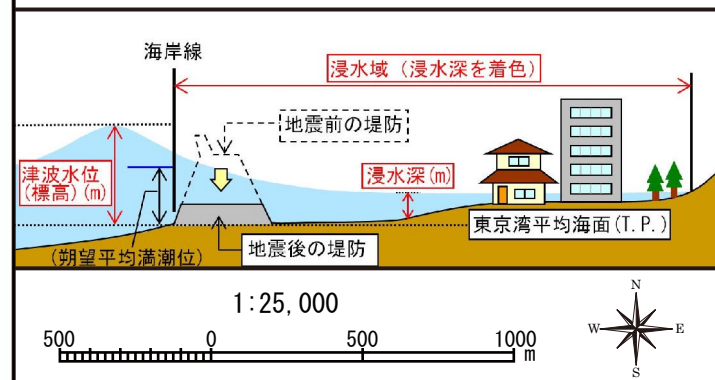 海岸線
浸水域（浸水深を着色）
地震前の堤防
津波水位
(標高)(m)
浸水深(m)
東京湾平均海面(T.P.)
(朔望平均満潮位)
地震後の堤防
1:25,000
500 0 500 1000
m
N
W E
S